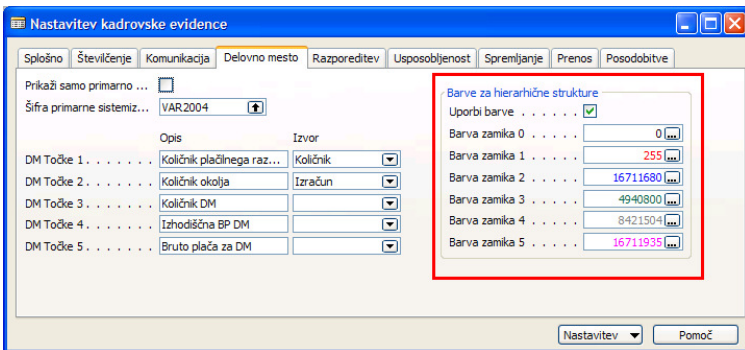 Nastavitev kadrovske evidence
Splošno Številčenje Komunikacija Delovno mesto Razporeditev Usposobljenost Spremljanje Prenos Posodobitve
Prikaži samo primarno ...
Šifra primarne sistemiz... VAR2004
Opis Izvor
DM Točke 1. . . . . . . Količnik plačilnega raz... Količnik
DM Točke 2. . . . . . . Količnik okolja Izračun
DM Točke 3. . . . . . . Količnik DM
DM Točke 4. . . . . . . Izhodiščna BP DM
DM Točke 5. . . . . . . Bruto plača za DM
Barve za hierarhične strukture
Uporbi barve . . . . . .
Barva zamika 0 . . . . . 0 ...
Barva zamika 1 . . . . . 255 ...
Barva zamika 2 . . . . . 16711680 ...
Barva zamika 3 . . . . . 4940800 ...
Barva zamika 4 . . . . . 8421504 ...
Barva zamika 5 . . . . . 16711935 ...
Nastavitev Pomoč